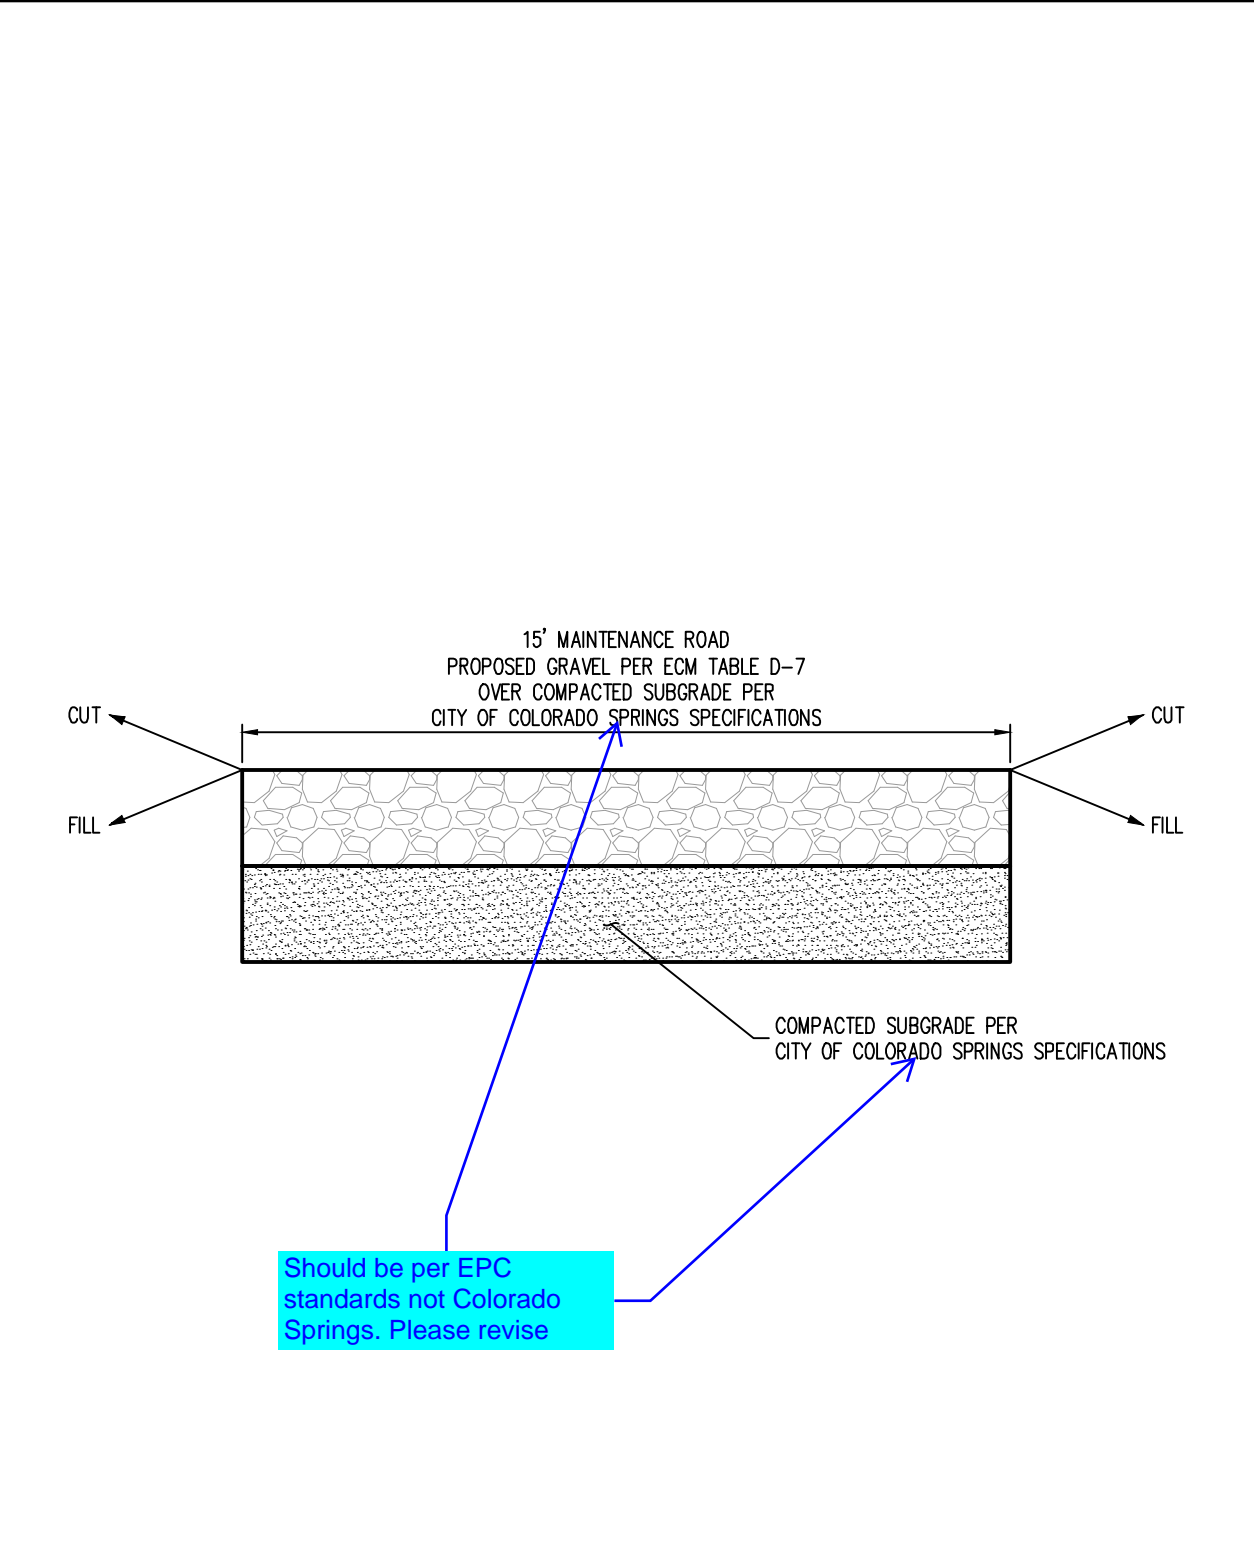 15' MAINTENANCE ROAD
PROPOSED GRAVEL PER ECM TABLE D-7
OVER COMPACTED SUBGRADE PER
CITY OF COLORADO SPRINGS SPECIFICATIONS
CUT
CUT
FILL
FILL
COMPACTED SUBGRADE PER
CITY OF COLORADO SPRINGS SPECIFICATIONS
Should be per EPC
standards not Colorado
Springs. Please revise